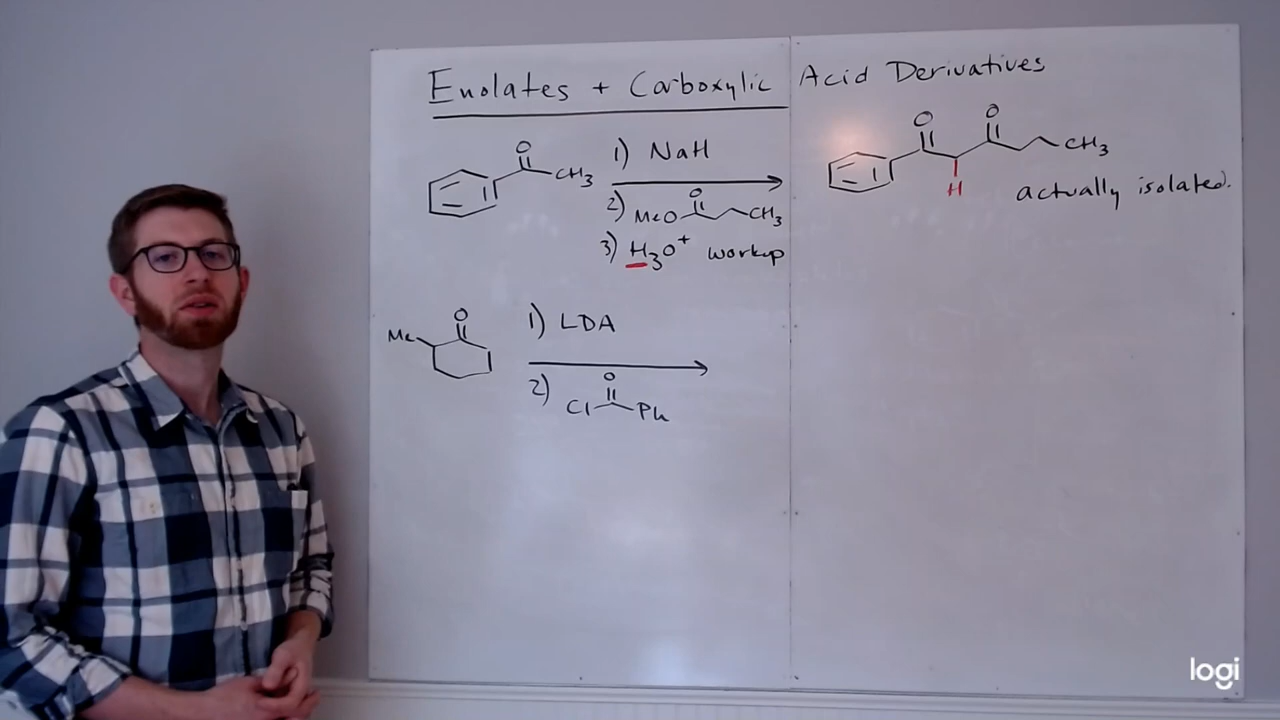 Enolates + Carboxylic Acid Derivatives
O
CH3
1) NaH
2) MeO O CH3
3) H3O+ workup
O O CH3
H
actually isolated.
Me O
1) LDA
2) Cl O Ph
logi